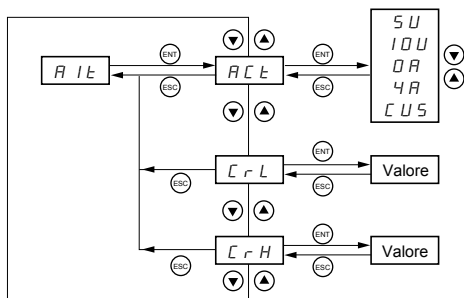 5U
10U
0A
4A
CUS
ENT
ENT
AIt
ACt
ESC
ESC
ENT
CrL
Valore
ESC
ESC
ENT
CrH
Valore
ESC
ESC